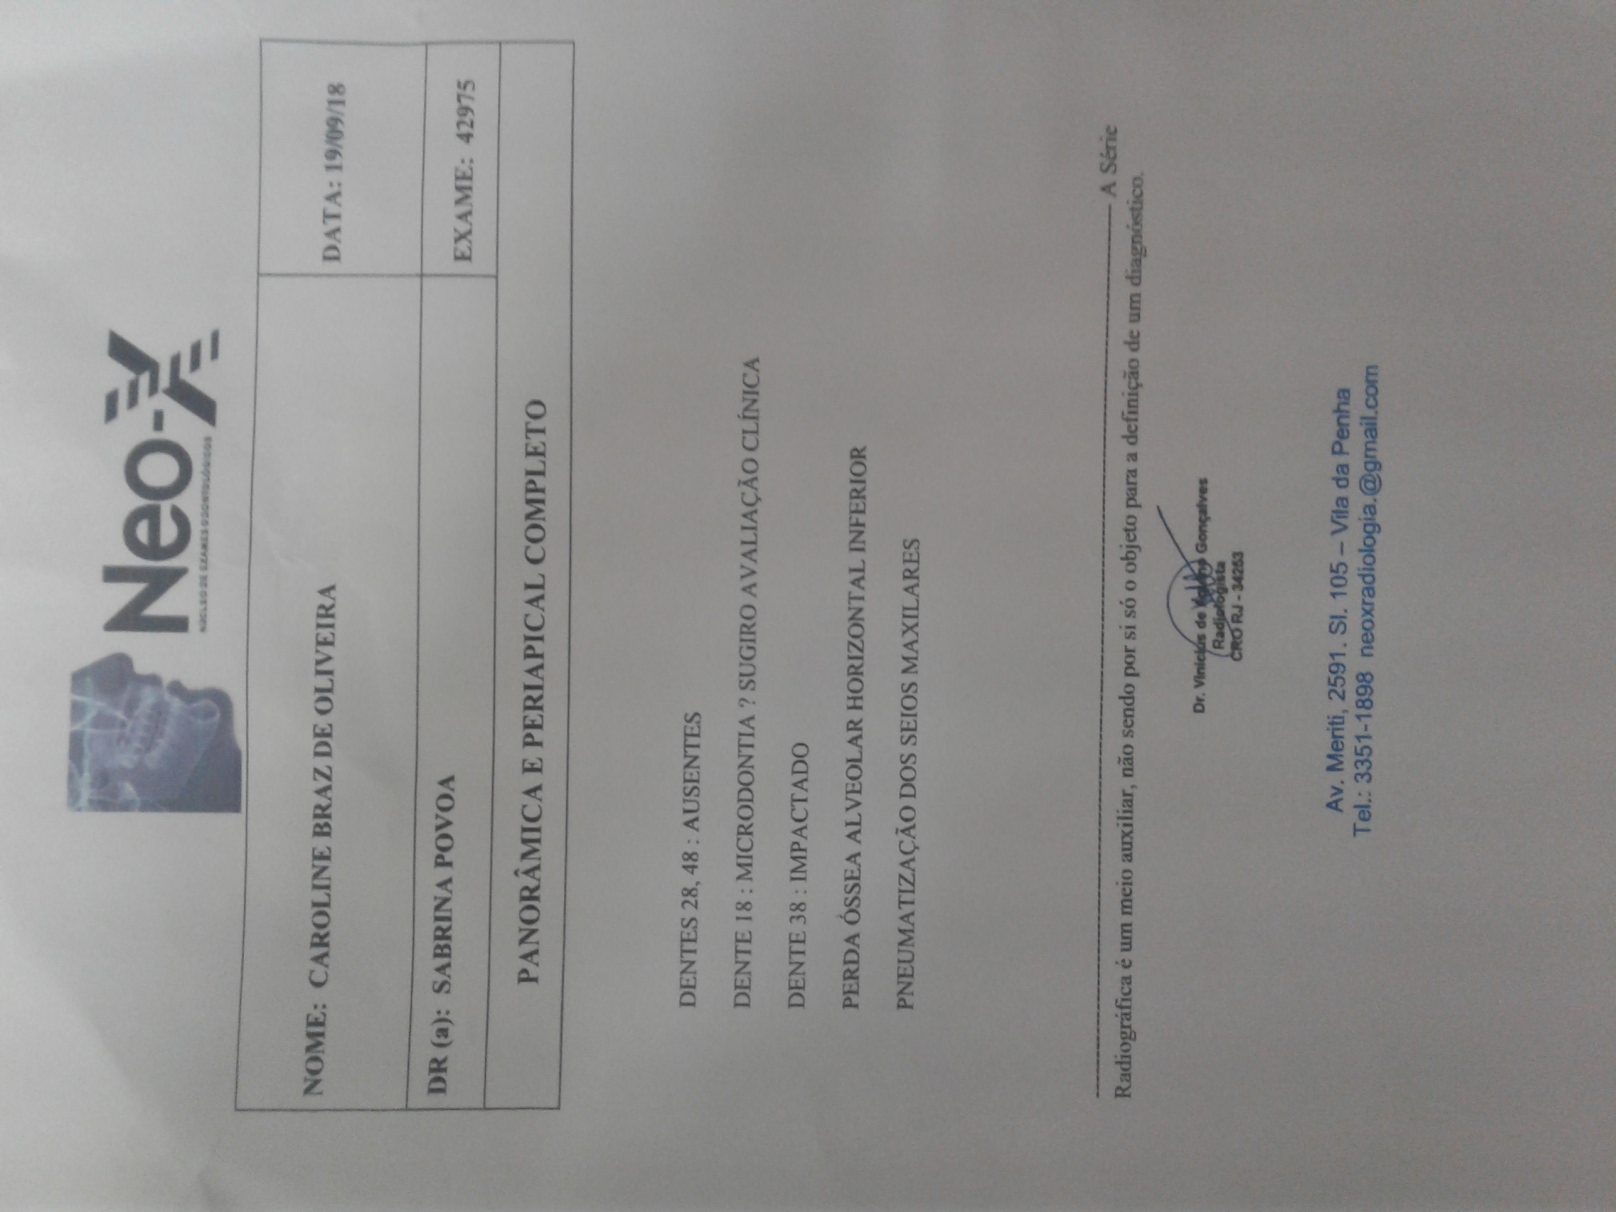 Neo-X
NÚCLEO DE EXAMES ODONTOLÓGICOS
NOME: CAROLINE BRAZ DE OLIVEIRA DATA: 19/09/18
DR (a): SABRINA POVOA EXAME: 42975
PANORÂMICA E PERIAPICAL COMPLETO
DENTES 28, 48 : AUSENTES
DENTE 18 : MICRODONTIA ? SUGIRO AVALIAÇÃO CLÍNICA
DENTE 38 : IMPACTADO
PERDA ÓSSEA ALVEOLAR HORIZONTAL INFERIOR
PNEUMATIZAÇÃO DOS SEIOS MAXILARES
A Série
Radiográfica é um meio auxiliar, não sendo por si só o objeto para a definição de um diagnóstico.
Dr. Vinicius de Gonçalves
Radiologista
CRO RJ - 34253
Av. Meriti, 2591. Sl. 105 – Vila da Penha
Tel.: 3351-1898 neoxradiologia.@gmail.com